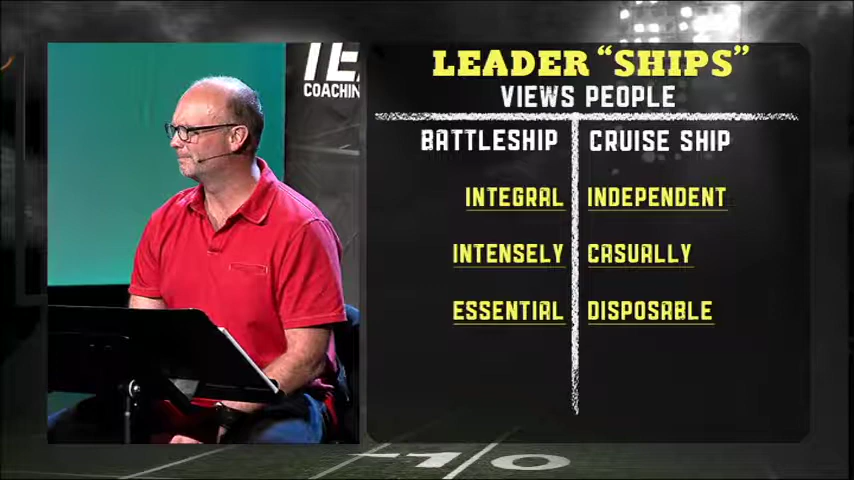 COACHIN
LEADER “SHIPS”
VIEWS PEOPLE
BATTLESHIP CRUISE SHIP
INTEGRAL INDEPENDENT
INTENSELY CASUALLY
ESSENTIAL DISPOSABLE
10